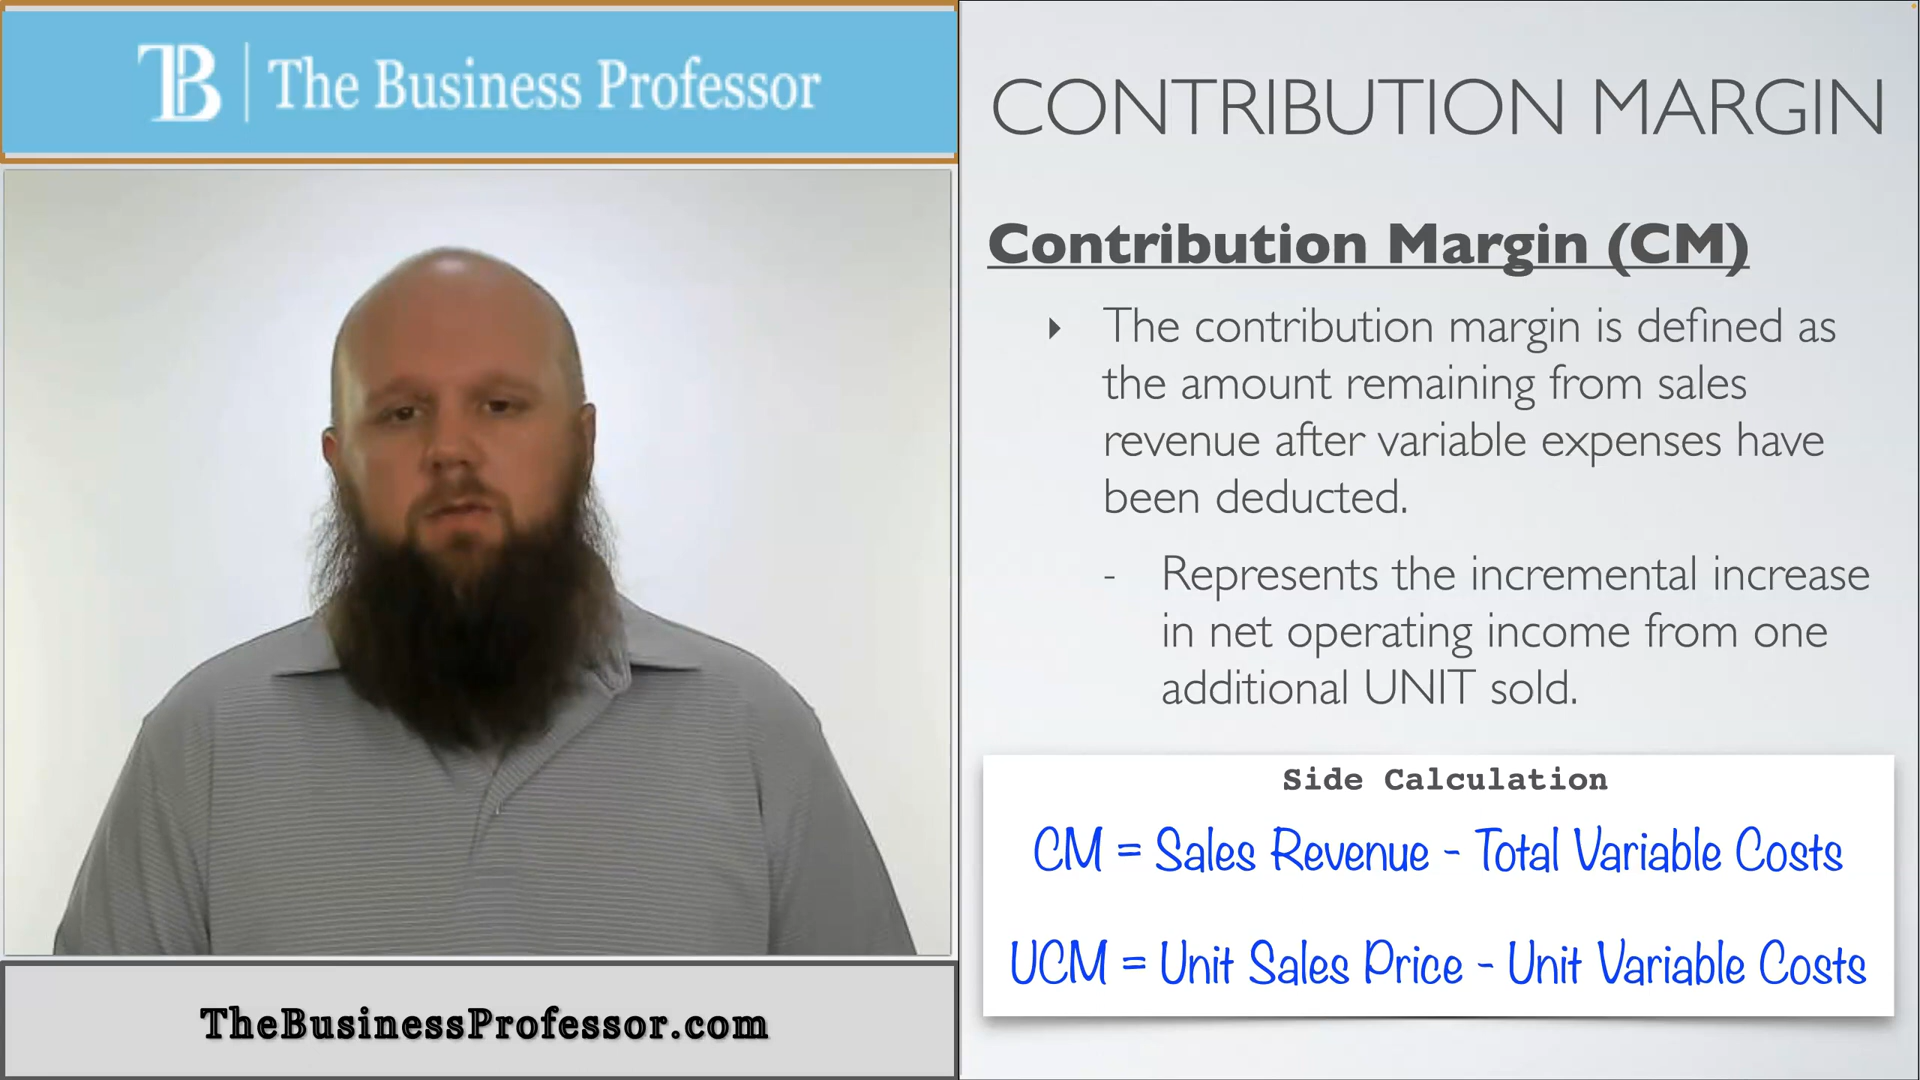 TB | The Business Professor
TheBusinessProfessor.com
CONTRIBUTION MARGIN
Contribution Margin (CM)
‣ The contribution margin is defined as
the amount remaining from sales
revenue after variable expenses have
been deducted.
- Represents the incremental increase
in net operating income from one
additional UNIT sold.
Side Calculation
CM = Sales Revenue - Total Variable Costs
UCM = Unit Sales Price - Unit Variable Costs